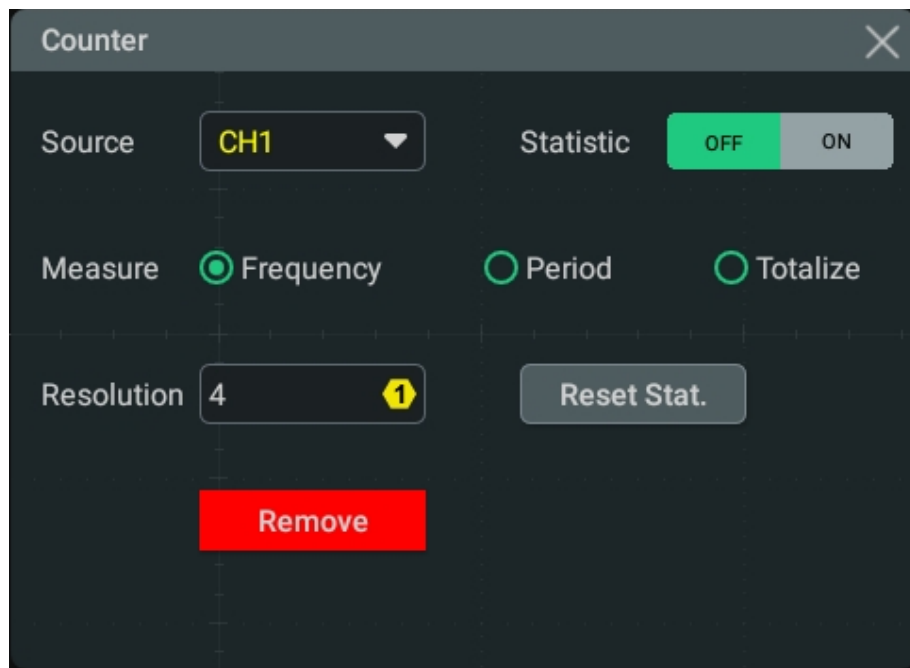 Counter
Source CH1 Statistic OFF ON
Measure Frequency Period Totalize
Resolution 4 1 Reset Stat.
Remove